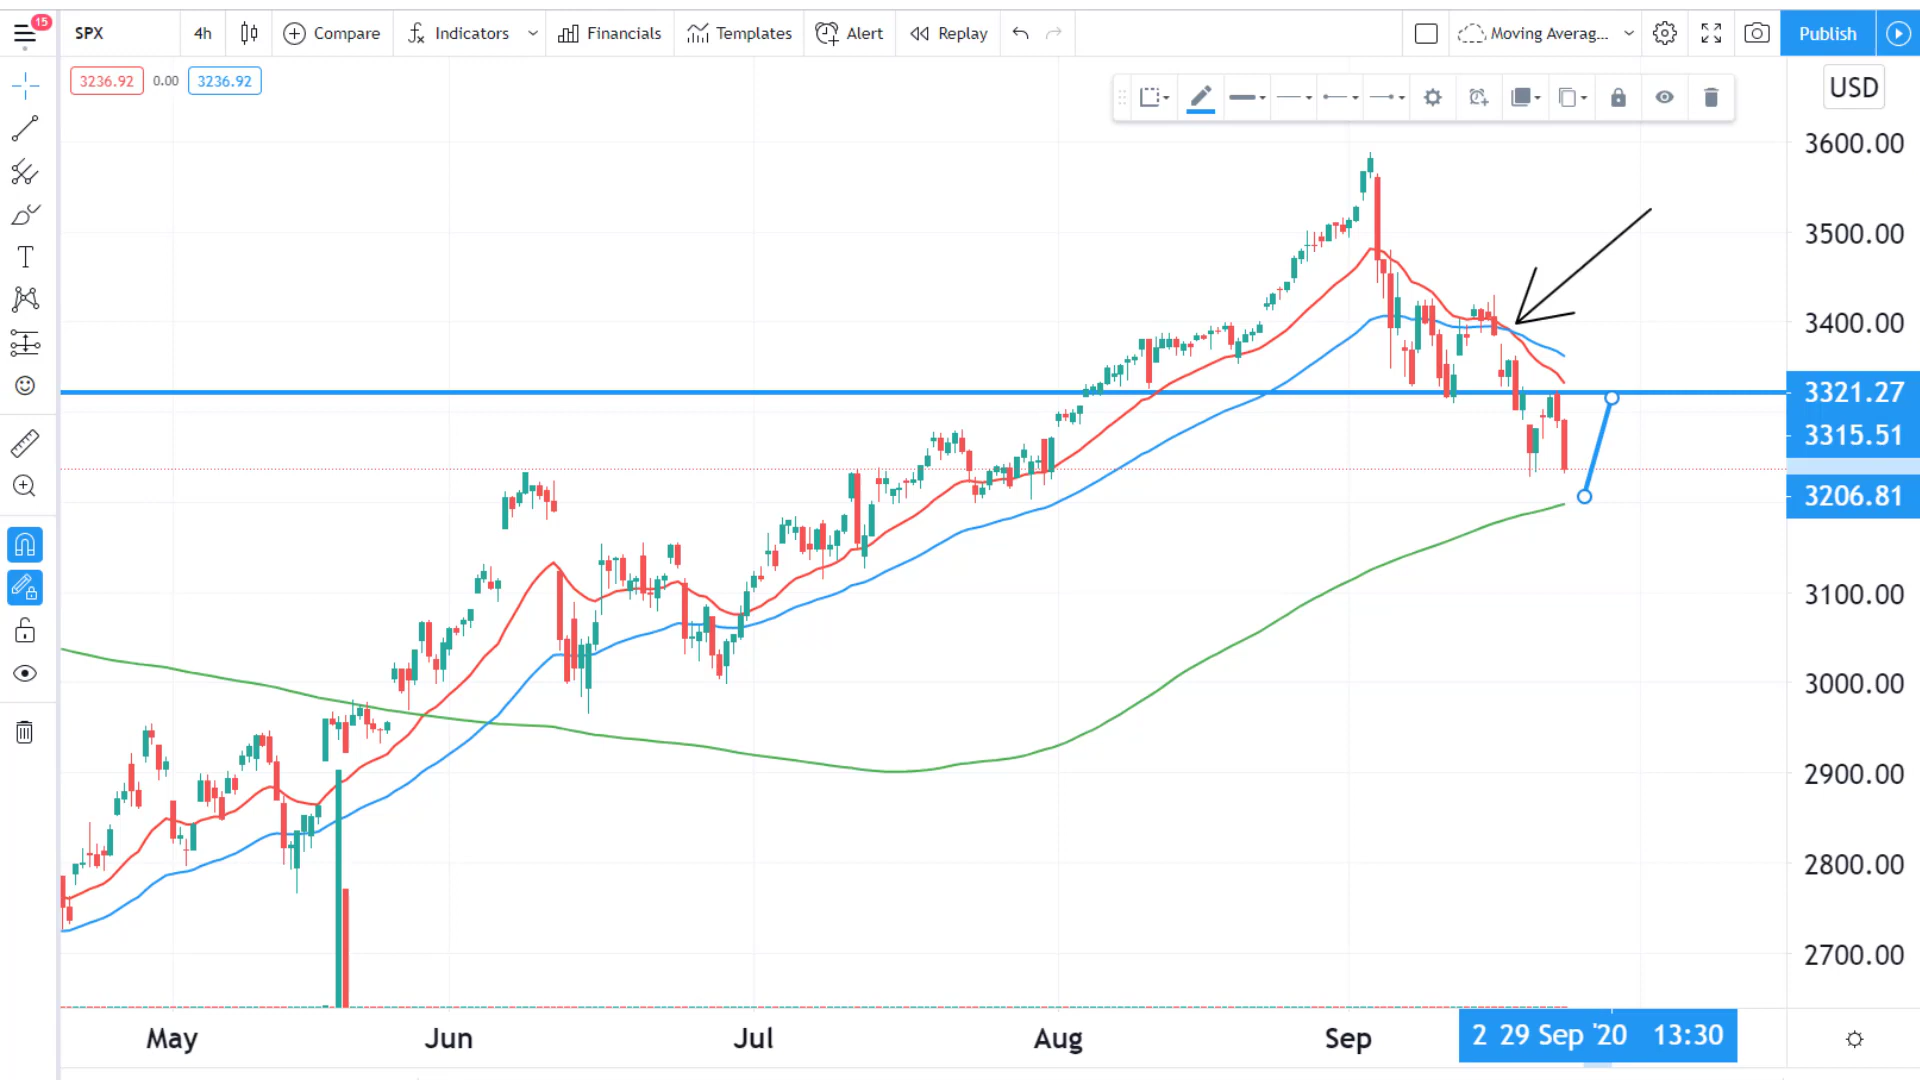 15
SPX 4h Compare Indicators Financials Templates Alert Replay Moving Averag... Publish
3236.92 0.00 3236.92
USD
T
3600.00
3500.00
3400.00
3321.27
3315.51
3206.81
3100.00
3000.00
2900.00
2800.00
2700.00
May Jun Jul Aug Sep 2 29 Sep '20 13:30